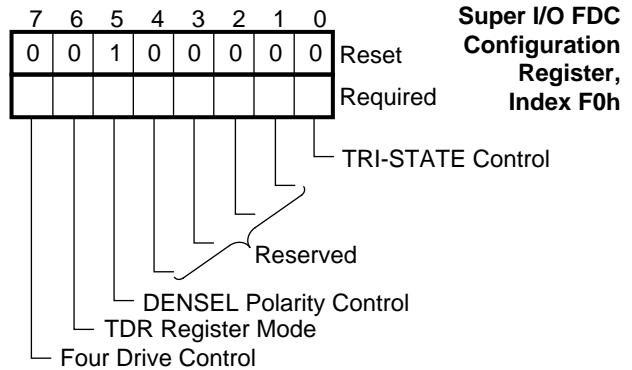 7 6 5 4 3 2 1 0
0 0 1 0 0 0 0 0 Reset
Required
Super I/O FDC
Configuration
Register,
Index F0h
TRI-STATE Control
Reserved
DENSEL Polarity Control
TDR Register Mode
Four Drive Control